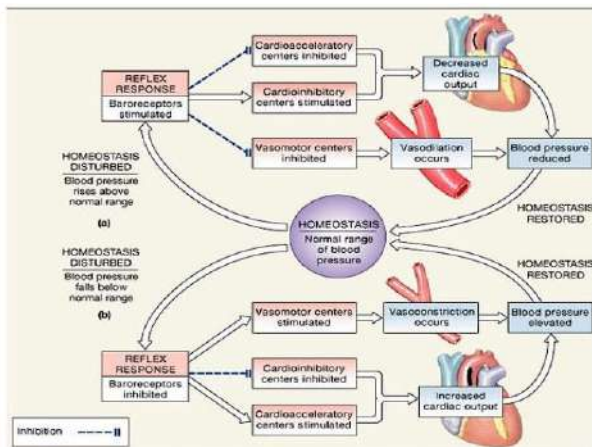 Cardioacceleratory
centers inhibited
REFLEX
RESPONSE
Baroreceptors
stimulated
Cardioinhibitory
centers stimulated
Decreased
cardiac
output
Vasomotor centers
inhibited
Vasodilation
occurs
Blood pressure
reduced
HOMEOSTASIS
DISTURBED
Blood pressure
rises above
normal range
(a)
HOMEOSTASIS
RESTORED
HOMEOSTASIS
Normal range
of blood
pressure
HOMEOSTASIS
DISTURBED
Blood pressure
falls below
normal range
(b)
HOMEOSTASIS
RESTORED
Vasomotor centers
stimulated
Vasoconstriction
occurs
Blood pressure
elevated
REFLEX
RESPONSE
Baroreceptors
inhibited
Cardioinhibitory
centers inhibited
Cardioacceleratory
centers stimulated
Increased
cardiac output
Inhibition